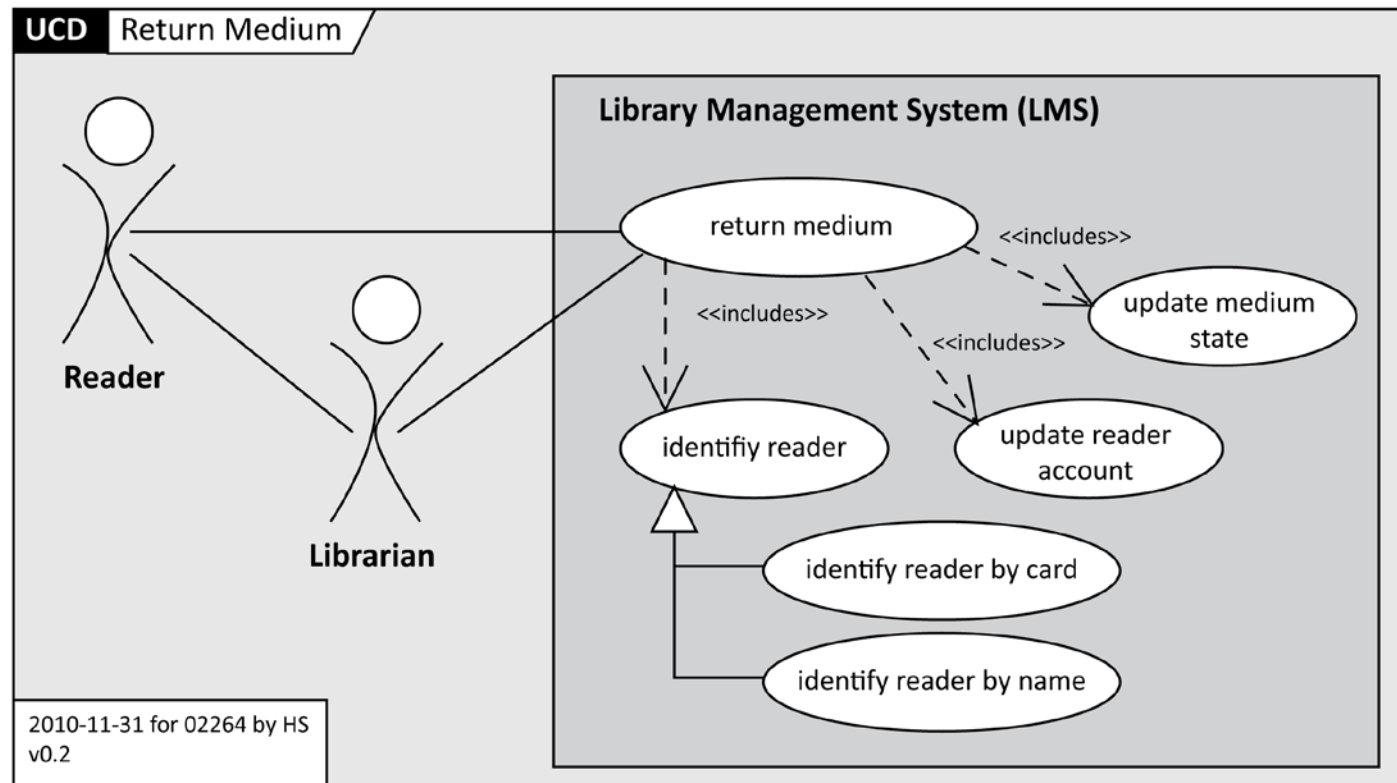 UCD Return Medium
Library Management System (LMS)
return medium
<<includes>>
update medium
state
<<includes>>
<<includes>>
Reader
identifiy reader
update reader
account
Librarian
identify reader by card
identify reader by name
2010-11-31 for 02264 by HS
v0.2